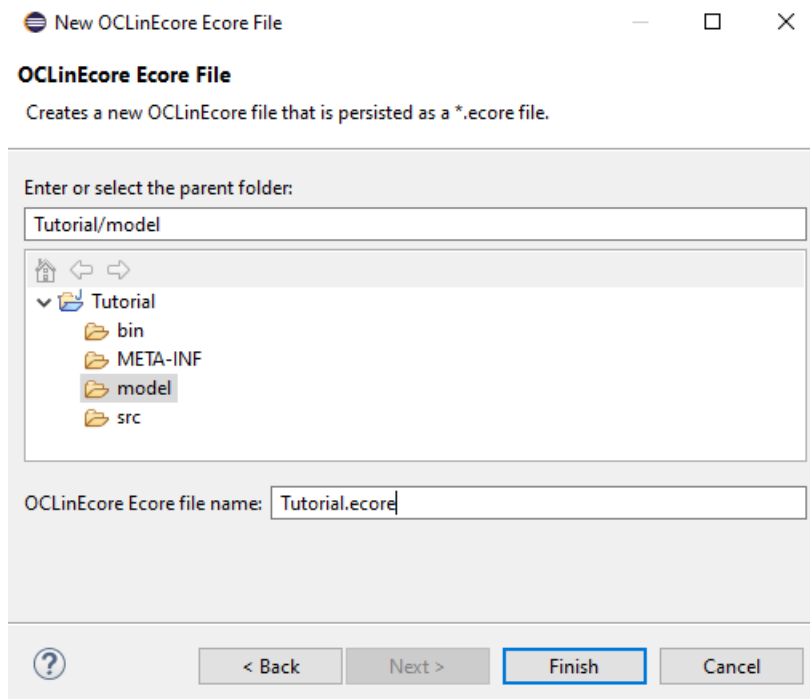 New OCLinEcore Ecore File
OCLinEcore Ecore File
Creates a new OCLinEcore file that is persisted as a *.ecore file.
Enter or select the parent folder:
Tutorial/model
Tutorial
bin
META-INF
model
src
OCLinEcore Ecore file name: Tutorial.ecore
? < Back Next > Finish Cancel